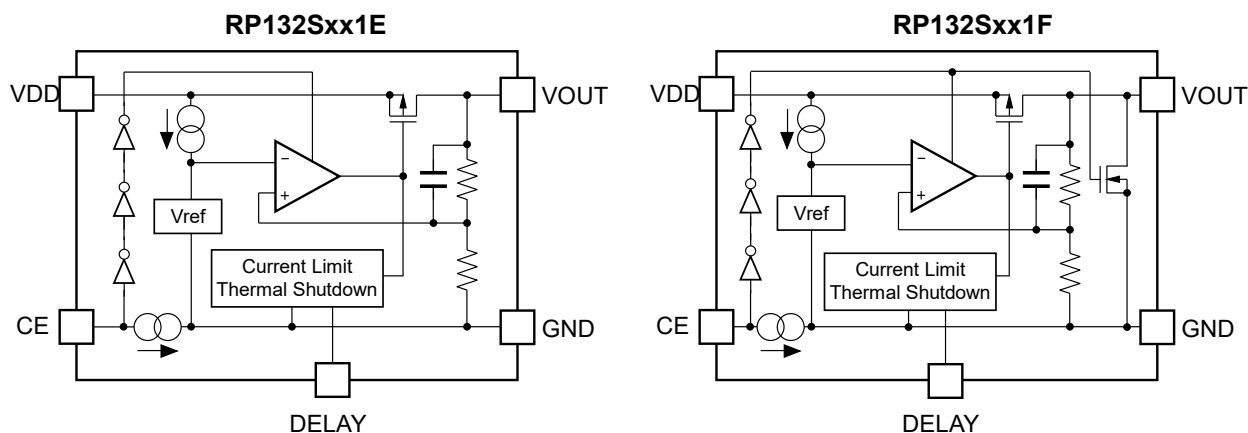 RP132Sxx1E
VDD
VOUT
−
+
Vref
Current Limit
Thermal Shutdown
CE
GND
DELAY
RP132Sxx1F
VDD
VOUT
−
+
Vref
Current Limit
Thermal Shutdown
CE
GND
DELAY